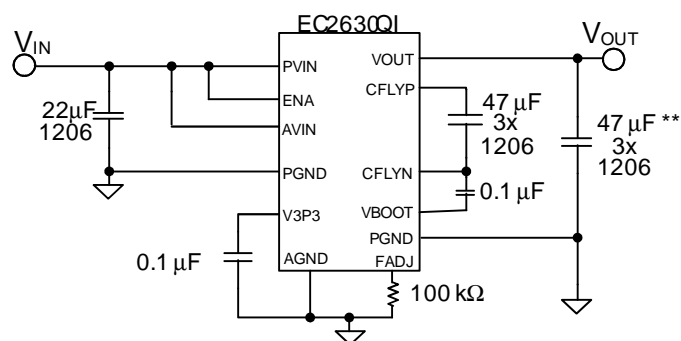 EC2630QI
VIN
VOUT
PVIN
VOUT
ENA
CFLYP
22µF
1206
AVIN
47 µF
3x
1206
47 µF **
3x
1206
PGND
CFLYN
0.1 µF
V3P3
VBOOT
PGND
0.1 µF
AGND
FADJ
100 kΩ